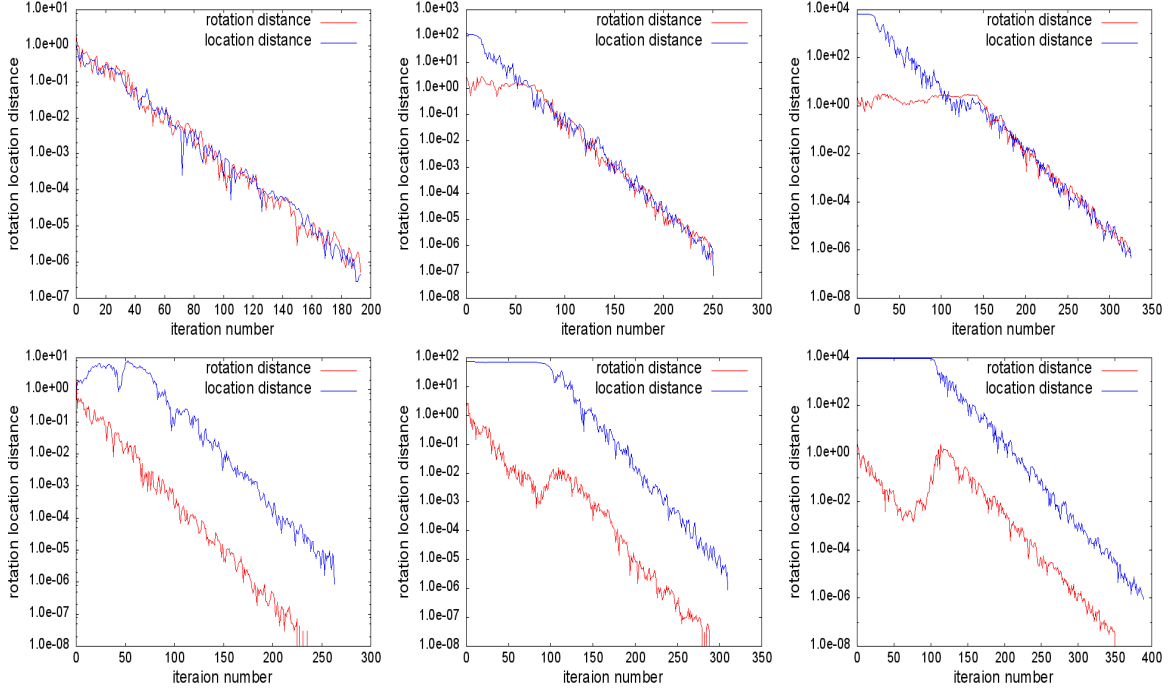 1.0e+01
1.0e+00
1.0e-01
1.0e-02
1.0e-03
1.0e-04
1.0e-05
1.0e-06
1.0e-07
0 20 40 60 80 100 120 140 160 180 200
rotation location distance
iteration number
rotation distance
location distance
1.0e+03
1.0e+02
1.0e+01
1.0e+00
1.0e-01
1.0e-02
1.0e-03
1.0e-04
1.0e-05
1.0e-06
1.0e-07
1.0e-08
0 50 100 150 200 250 300
rotation location distance
iteration number
rotation distance
location distance
1.0e+04
1.0e+02
1.0e+00
1.0e-02
1.0e-04
1.0e-06
1.0e-08
0 50 100 150 200 250 300 350
rotation location distance
iteration number
rotation distance
location distance
1.0e+01
1.0e+00
1.0e-01
1.0e-02
1.0e-03
1.0e-04
1.0e-05
1.0e-06
1.0e-07
1.0e-08
0 50 100 150 200 250 300
rotation location distance
iteration number
rotation distance
location distance
1.0e+02
1.0e+01
1.0e+00
1.0e-01
1.0e-02
1.0e-03
1.0e-04
1.0e-05
1.0e-06
1.0e-07
1.0e-08
0 50 100 150 200 250 300 350
rotation location distance
iteration number
rotation distance
location distance
1.0e+04
1.0e+02
1.0e+00
1.0e-02
1.0e-04
1.0e-06
1.0e-08
0 50 100 150 200 250 300 350 400
rotation location distance
iteration number
rotation distance
location distance